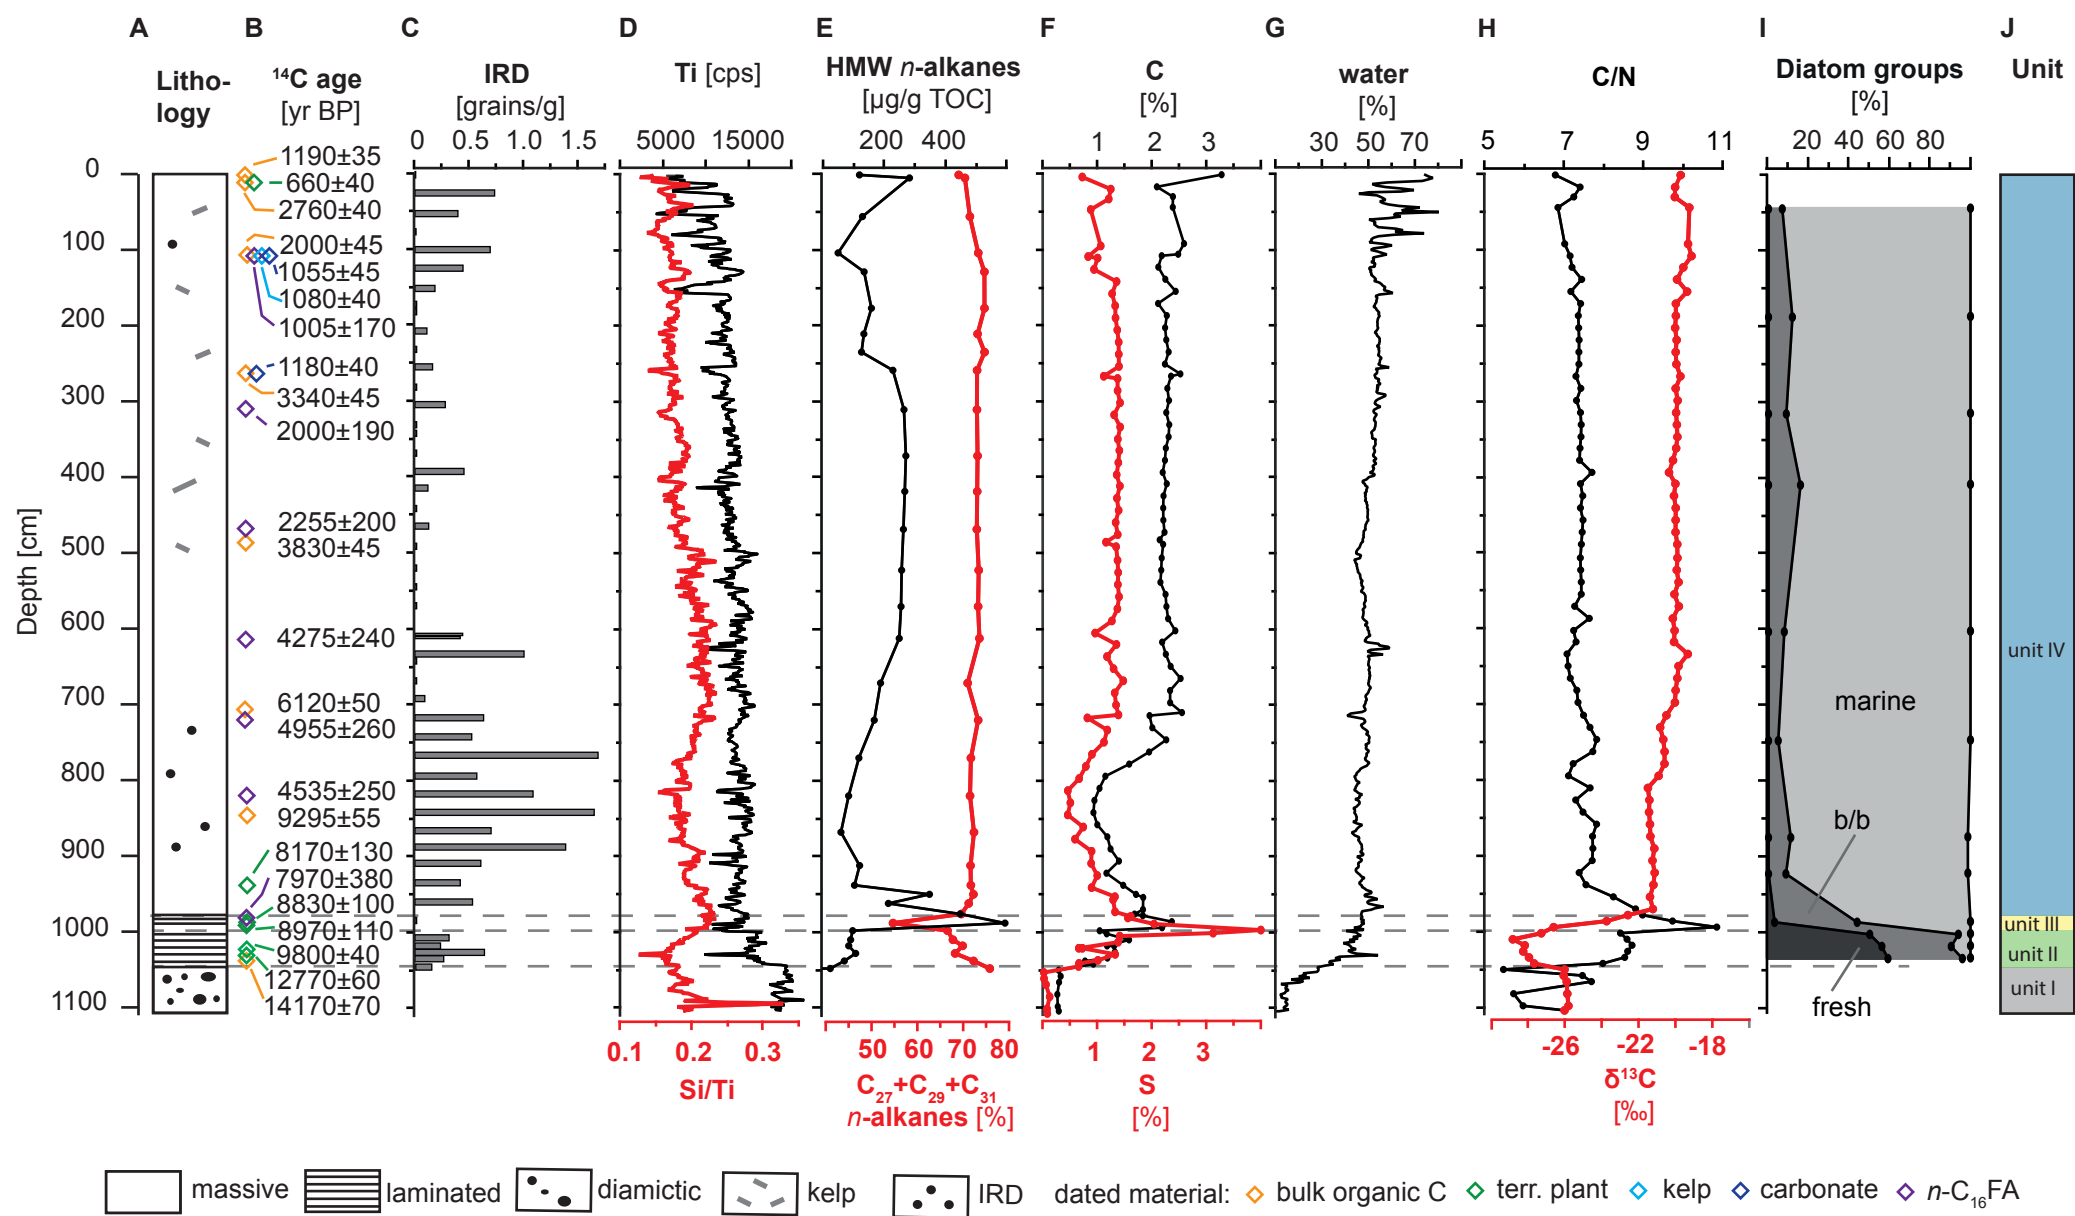 A B C D E F G H I J
Litho-
logy
¹⁴C age
[yr BP]
IRD
[grains/g]
Ti [cps]
HMW n-alkanes
[µg/g TOC]
C
[%]
water
[%]
C/N
Diatom groups
[%]
Unit
0 0.5 1.0 1.5
50000 15000
200 400
1 2 3
30 50 70
5 7 9 11
20 40 60 80
Depth [cm]
0
100
200
300
400
500
600
700
800
900
1000
1100
1190±35
660±40
2760±40
2000±45
1055±45
1080±40
1005±170
1180±40
3340±45
2000±190
2255±200
3830±45
4275±240
6120±50
4955±260
4535±250
9295±55
8170±130
7970±380
8830±100
8970±110
9800±40
12770±60
14170±70
marine
b/b
fresh
unit IV
unit III
unit II
unit I
0.1 0.2 0.3
Si/Ti
50 60 70 80
C₂₇+C₂₉+C₃₁
n-alkanes [%]
1 2 3
S
[%]
-26 -22 -18
δ¹³C
[‰]
massive laminated diamictic kelp IRD dated material: bulk organic C terr. plant kelp carbonate n-C₁₆FA